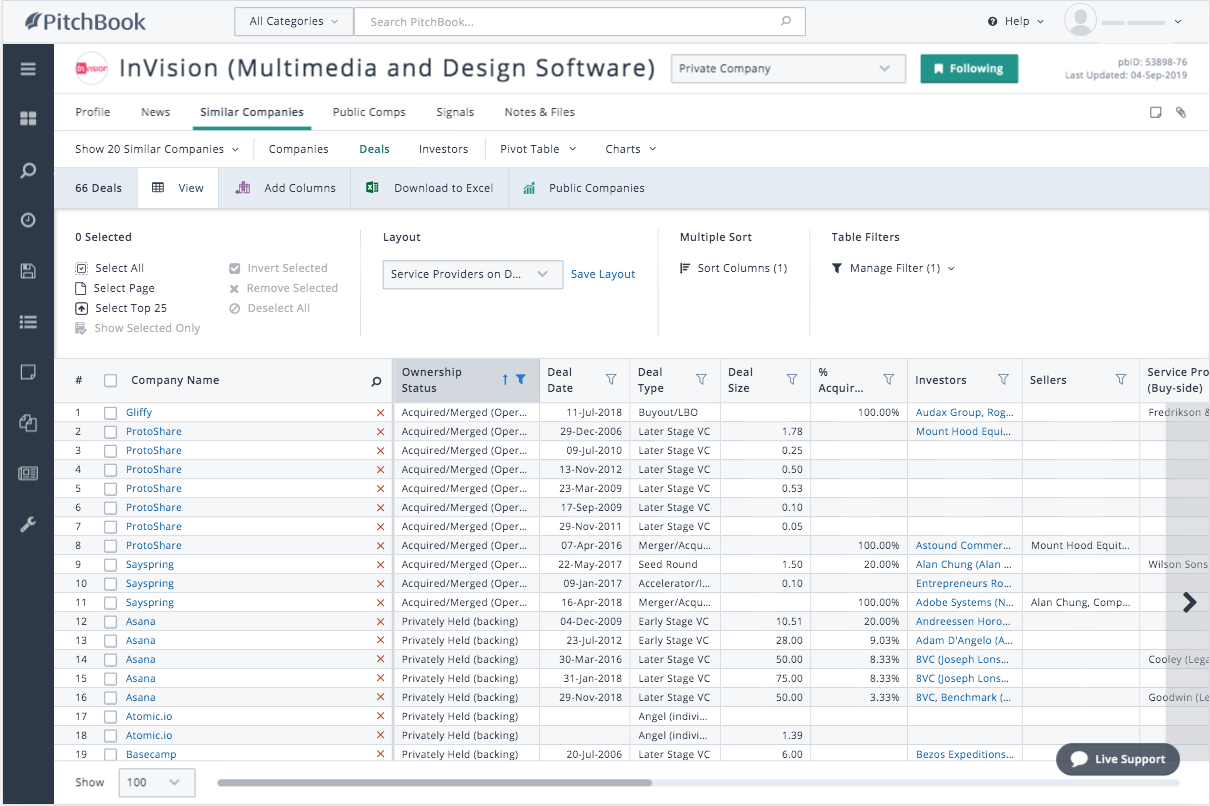 PitchBook All Categories Search PitchBook... Help
InVision InVision (Multimedia and Design Software) Private Company Following pbID: 53898-76
Last Updated: 04-Sep-2019
Profile News Similar Companies Public Comps Signals Notes & Files
Show 20 Similar Companies Companies Deals Investors Pivot Table Charts
66 Deals View Add Columns Download to Excel Public Companies
0 Selected Layout Multiple Sort Table Filters
Select All Invert Selected Service Providers on D... Save Layout Sort Columns (1) Manage Filter (1)
Select Page Remove Selected
Select Top 25 Deselect All
Show Selected Only
# Company Name Ownership Status Deal Date Deal Type Deal Size % Acquir... Investors Sellers Service Pro (Buy-side)
1 Gliffy Acquired/Merged (Oper... 11-Jul-2018 Buyout/LBO 100.00% Audax Group, Rog... Fredrikson &
2 ProtoShare Acquired/Merged (Oper... 29-Dec-2006 Later Stage VC 1.78 Mount Hood Equi...
3 ProtoShare Acquired/Merged (Oper... 09-Jul-2010 Later Stage VC 0.25
4 ProtoShare Acquired/Merged (Oper... 13-Nov-2012 Later Stage VC 0.50
5 ProtoShare Acquired/Merged (Oper... 23-Mar-2009 Later Stage VC 0.53
6 ProtoShare Acquired/Merged (Oper... 17-Sep-2009 Later Stage VC 0.10
7 ProtoShare Acquired/Merged (Oper... 29-Nov-2011 Later Stage VC 0.05
8 ProtoShare Acquired/Merged (Oper... 07-Apr-2016 Merger/Acqu... 100.00% Astound Commer... Mount Hood Equit...
9 Sayspring Acquired/Merged (Oper... 22-May-2017 Seed Round 1.50 20.00% Alan Chung (Alan ... Wilson Sons
10 Sayspring Acquired/Merged (Oper... 09-Jan-2017 Accelerator/I... 0.10 Entrepreneurs Ro...
11 Sayspring Acquired/Merged (Oper... 16-Apr-2018 Merger/Acqu... 100.00% Adobe Systems (N... Alan Chung, Comp...
12 Asana Privately Held (backing) 04-Dec-2009 Early Stage VC 10.51 20.00% Andreessen Horo...
13 Asana Privately Held (backing) 23-Jul-2012 Early Stage VC 28.00 9.03% Adam D'Angelo (A...
14 Asana Privately Held (backing) 30-Mar-2016 Later Stage VC 50.00 8.33% 8VC (Joseph Lons... Cooley (Lega
15 Asana Privately Held (backing) 31-Jan-2018 Later Stage VC 75.00 8.33% 8VC (Joseph Lons...
16 Asana Privately Held (backing) 29-Nov-2018 Later Stage VC 50.00 3.33% 8VC, Benchmark (... Goodwin (Le
17 Atomic.io Privately Held (backing) Angel (indivi...
18 Atomic.io Privately Held (backing) Angel (indivi... 1.39
19 Basecamp Privately Held (backing) 20-Jul-2006 Later Stage VC 6.00 Bezos Expeditions...
Live Support
Show 100